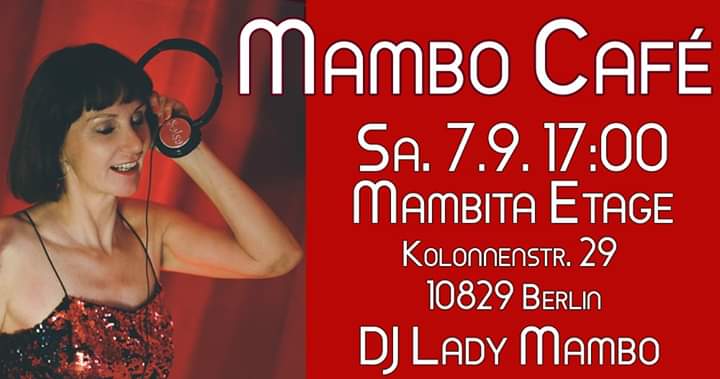 MAMBO CAFÉ
SA. 7.9. 17:00
MAMBITA ETAGE
KOLONNENSTR. 29
10829 BERLIN
DJ LADY MAMBO